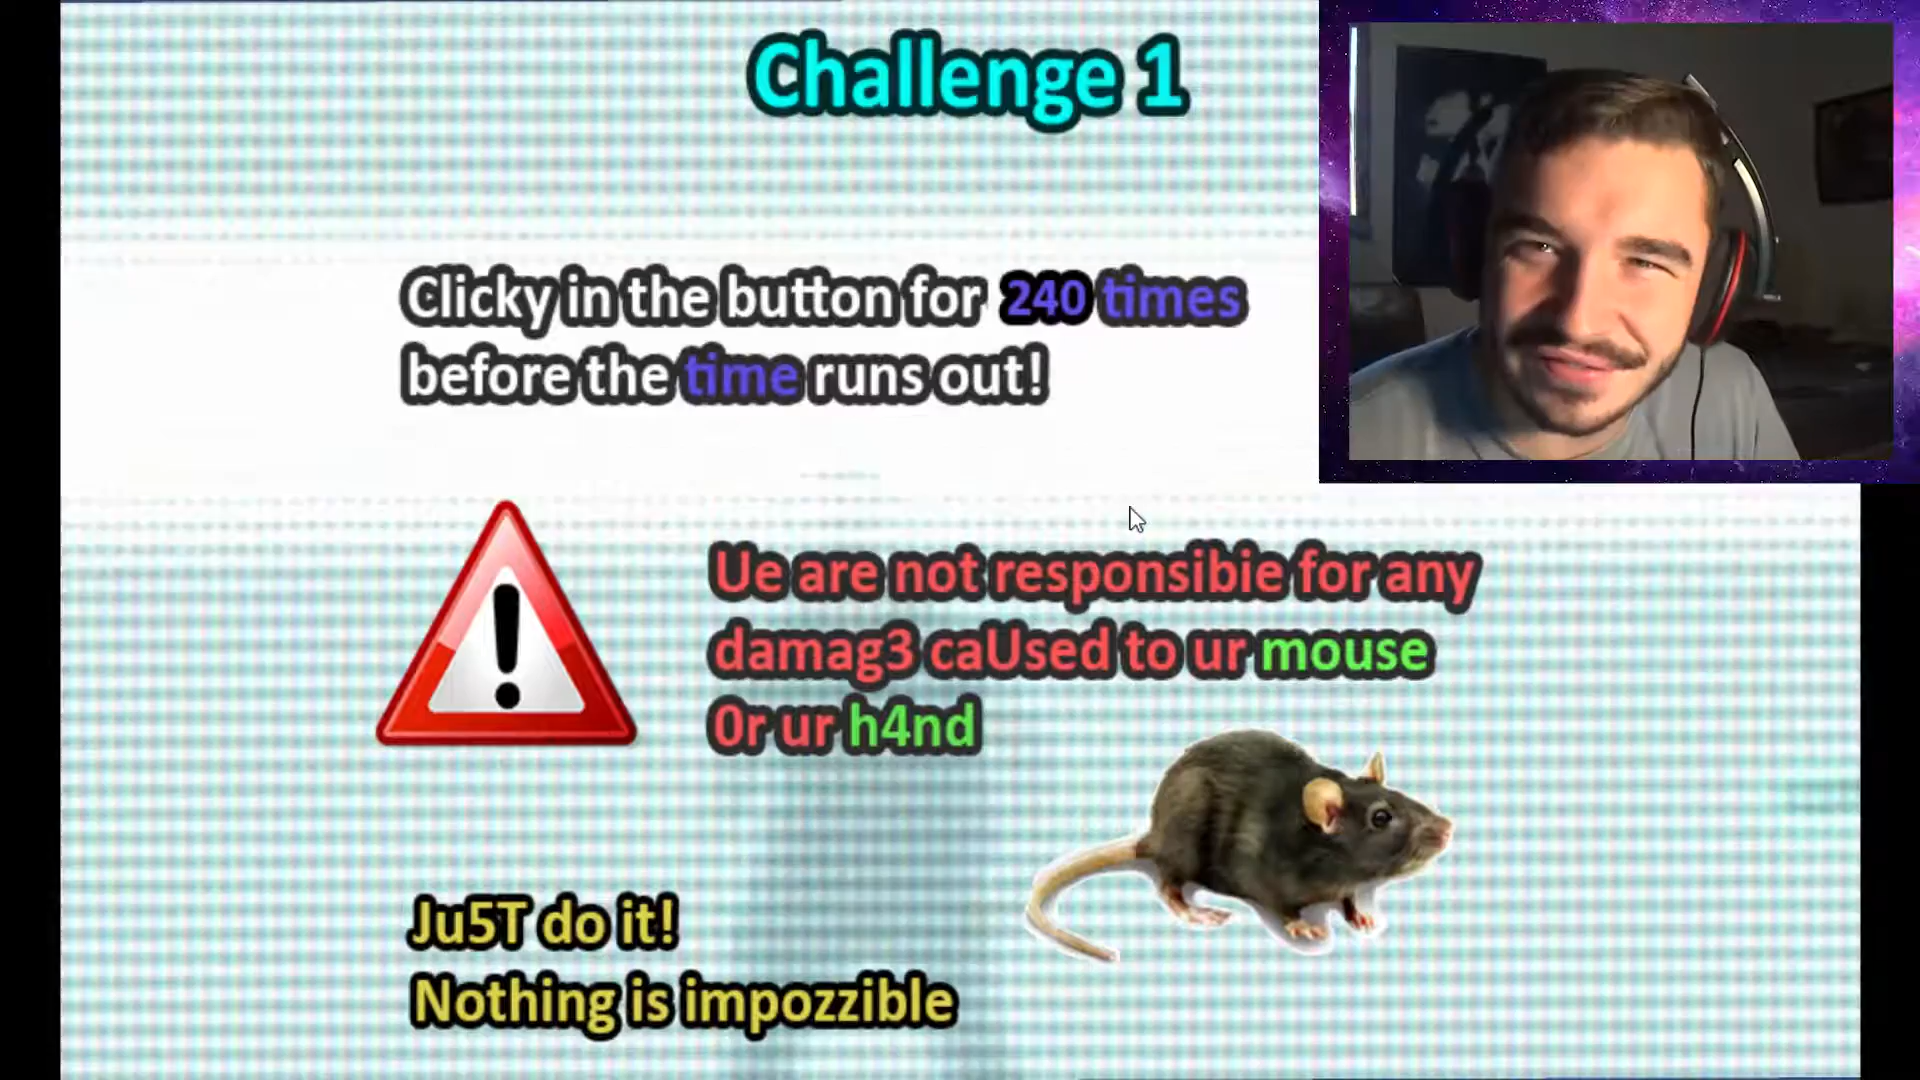 Challenge 1
Clicky in the button for 240 times
before the time runs out!
Ue are not responsibie for any
damag3 caUsed to ur mouse
0r ur h4nd
Ju5T do it!
Nothing is impozzible